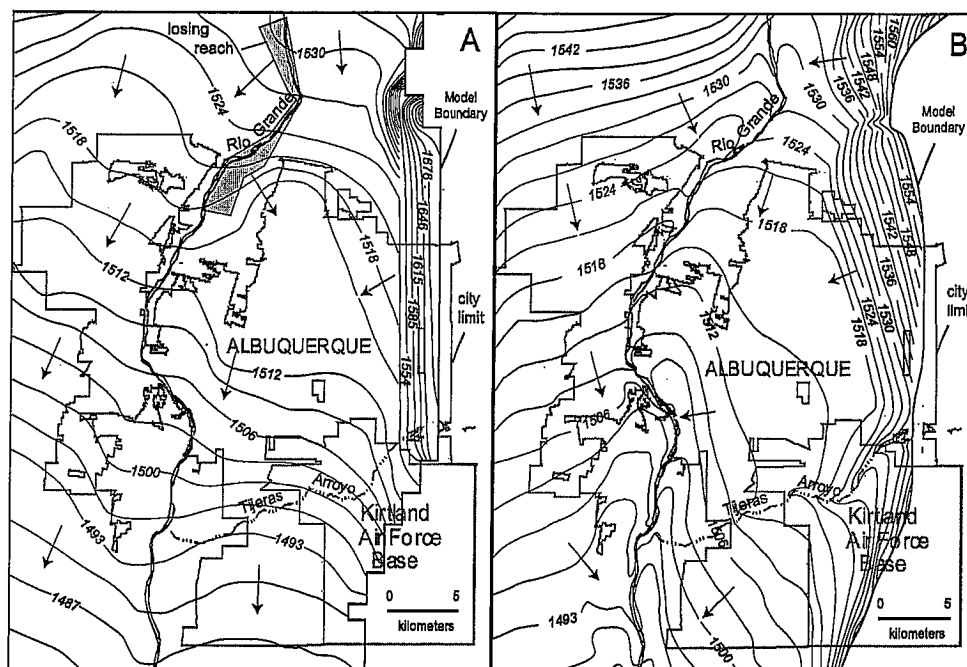 losing
reach
1530
A
1524
Rio Grande
Model
Boundary
1518
1676
1646
1615
1585
1554
1518
1512
city
limit
ALBUQUERQUE
1512
1506
1500
Tijeras Arroyo
Kirtland
Air Force
Base
1493
1493
1487
0 5
kilometers
1542
1536
1530
1530
1560
1554
1548
1542
1536
B
Model
Boundary
Rio Grande
1524
1524
1518
1518
1554
1548
1542
1536
1530
1524
1518
city
limit
1512
ALBUQUERQUE
1506
Tijeras Arroyo
Kirtland
Air Force
Base
1506
1493
1500
0 5
kilometers